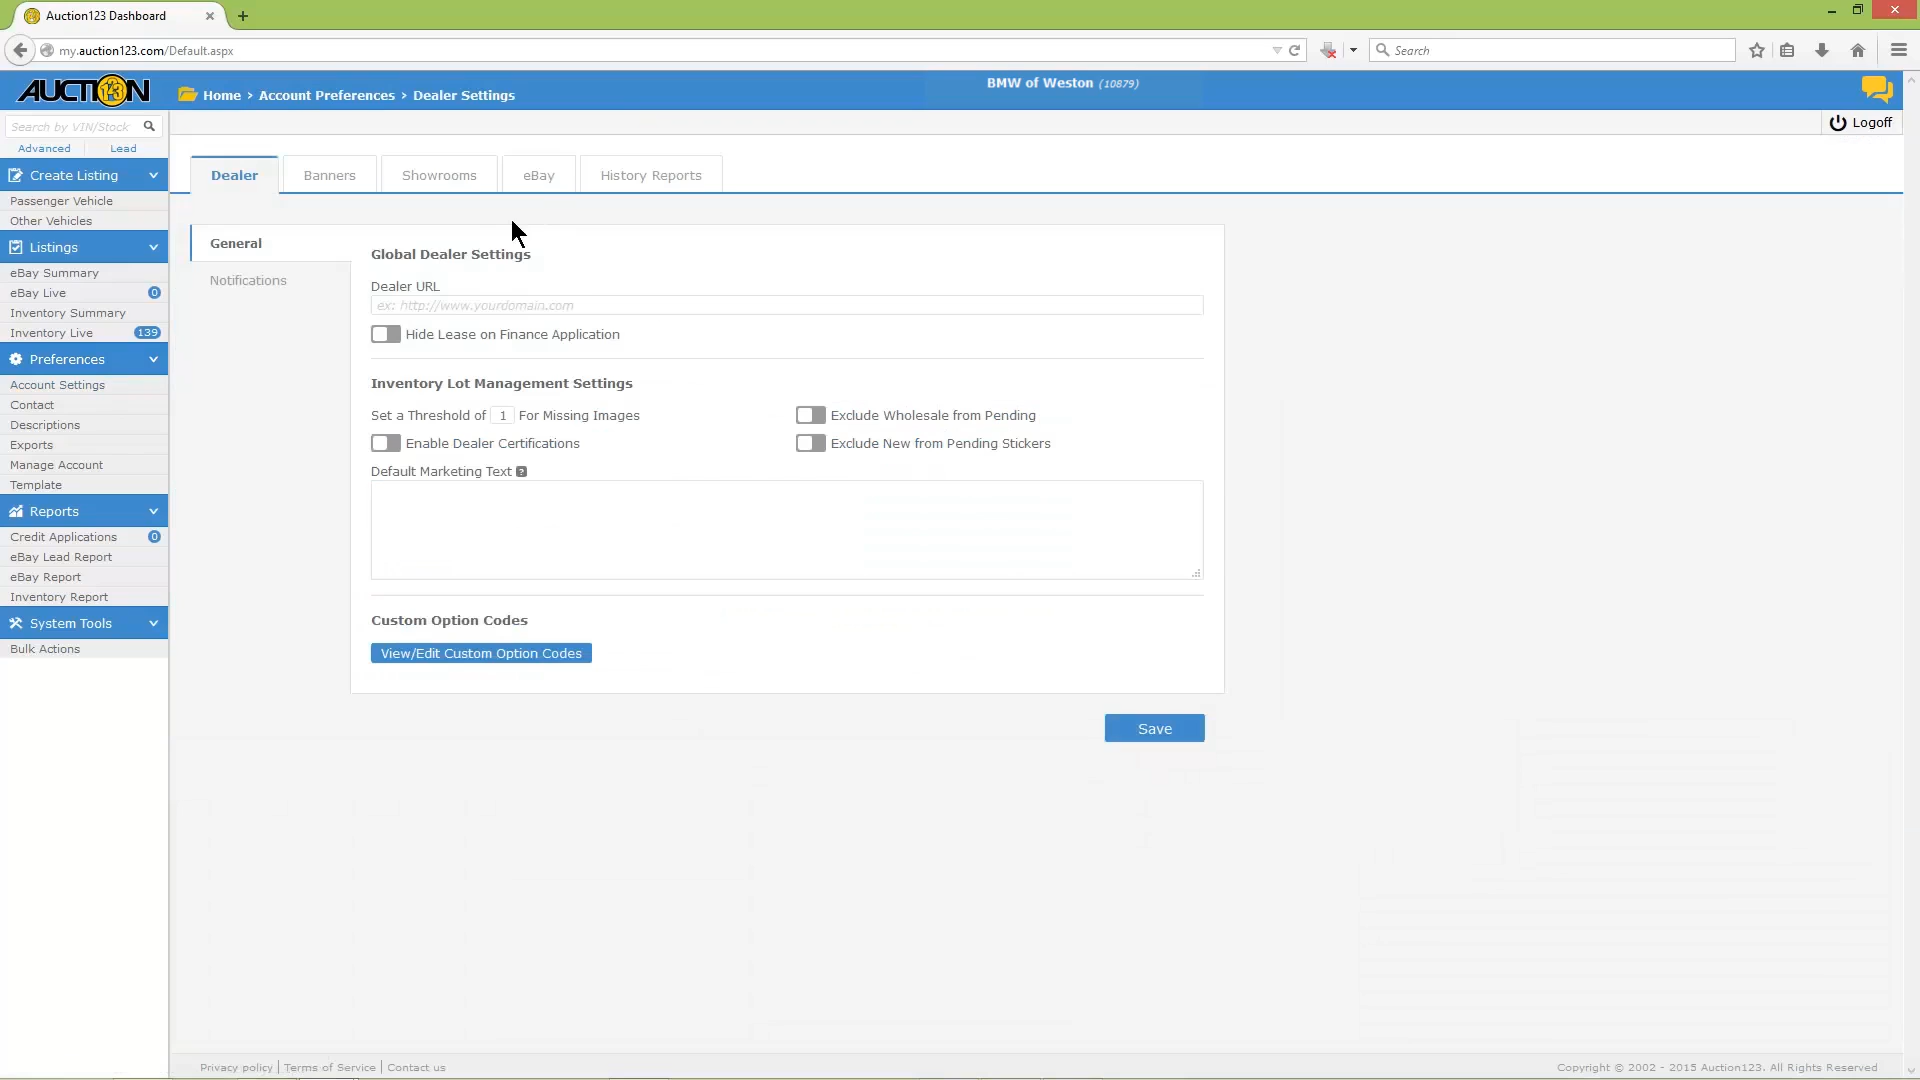 Auction123 Dashboard
my.auction123.com/Default.aspx
Search
AUCTION 123
Home › Account Preferences › Dealer Settings
BMW of Weston (10879)
Logoff
Search by VIN/Stock
Advanced
Lead
Create Listing
Passenger Vehicle
Other Vehicles
Listings
eBay Summary
eBay Live 0
Inventory Summary
Inventory Live 139
Preferences
Account Settings
Contact
Descriptions
Exports
Manage Account
Template
Reports
Credit Applications 0
eBay Lead Report
eBay Report
Inventory Report
System Tools
Bulk Actions
Dealer
Banners
Showrooms
eBay
History Reports
General
Notifications
Global Dealer Settings
Dealer URL
ex: http://www.yourdomain.com
Hide Lease on Finance Application
Inventory Lot Management Settings
Set a Threshold of 1 For Missing Images
Exclude Wholesale from Pending
Enable Dealer Certifications
Exclude New from Pending Stickers
Default Marketing Text ?
Custom Option Codes
View/Edit Custom Option Codes
Save
Privacy policy | Terms of Service | Contact us
Copyright © 2002 - 2015 Auction123. All Rights Reserved